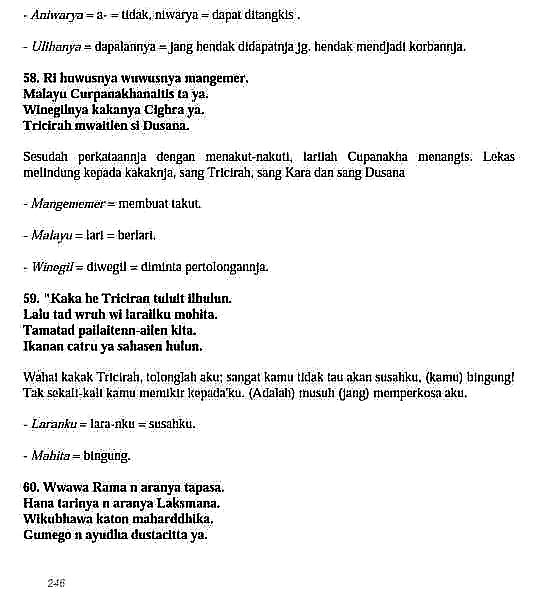 - Aniwarya = a- = tidak, niwarya = dapat ditangkis .
- Ulihanya = dapatannya = jang hendak didapatnja jg. hendak mendjadi korbannja.
58. Ri huwusnya wuwusnya mangemer.
Malayu Curpanakhanaitis ta ya.
Winegilnya kakanya Cighra ya.
Tricirah mwaitien si Dusana.
Sesudah perkataannja dengan menakut-nakuti, larilah Cupanakha menangis. Lekas
melindung kepada kakaknja, sang Tricirah, sang Kara dan sang Dusana
- Mangememer = membuat takut.
- Malayu = lari = berlari.
- Winegil = diwegil = diminta pertolongannja.
59. "Kaka he Triciran tuluit ilhulun.
Lalu tad wruh wi larailku mohita.
Tamatad pailaitenn-ailen kita.
Ikanan catru ya sahasen hulun.
Wahai kakak Tricirah, tolonglah aku; sangat kamu tidak tau akan susahku, (kamu) bingung!
Tak sekali-kali kamu memikir kepada'ku. (Adalah) musuh (jang) memperkosa aku.
- Laranku = lara-nku = susahku.
- Mahita = bingung.
60. Wwawa Rama n aranya tapasa.
Hana tarinya n aranya Laksmana.
Wikubhawa katon maharddhika.
Gumego n ayudha dustacitta ya.
246